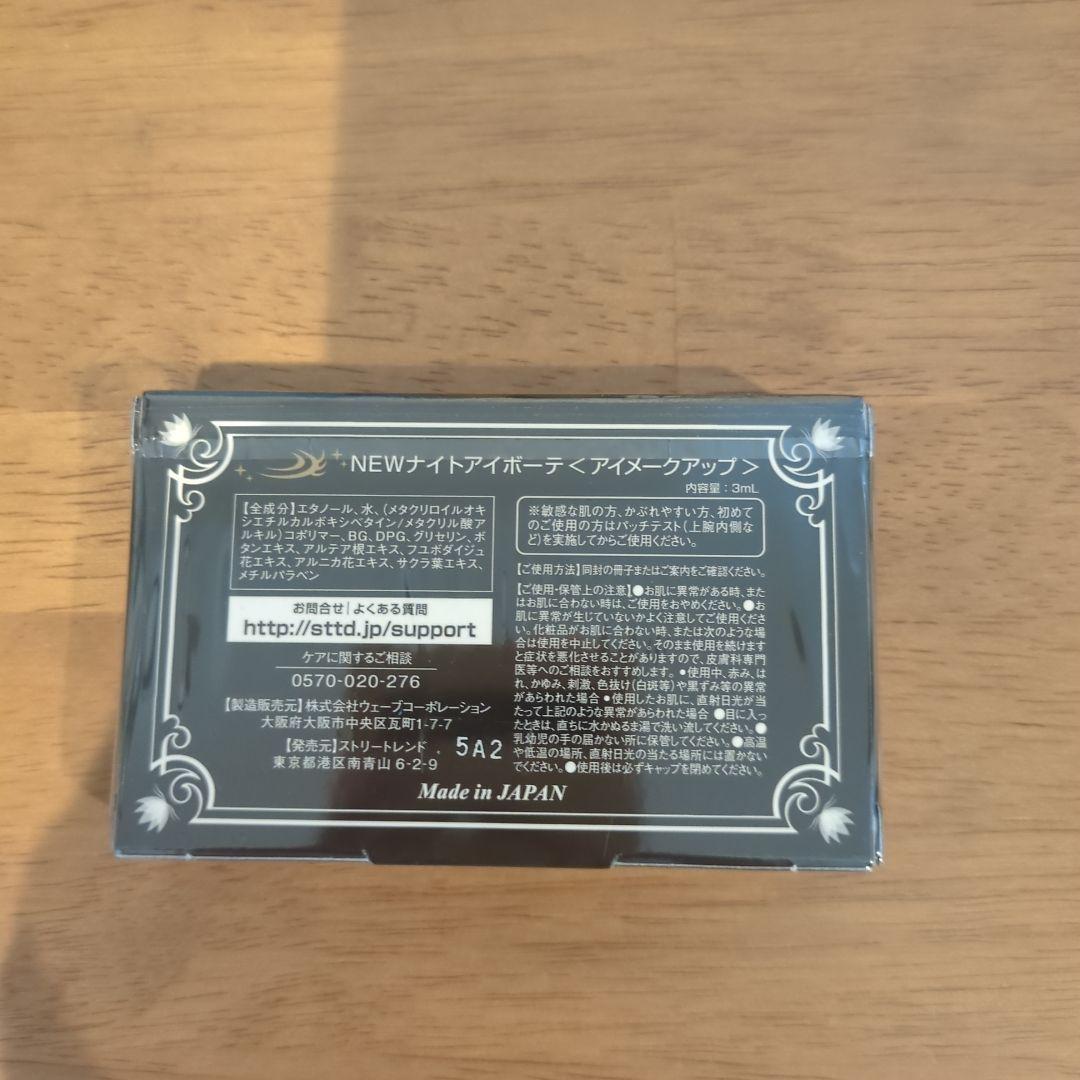 NEWナイトアイボーテ＜アイメークアップ＞
内容量：3mL
【全成分】エタノール、水、(メタクリロイルオキ
シエチルカルボキシベタイン/メタクリル酸ア
ルキル)コポリマー、BG、DPG、グリセリン、ボ
タンエキス、アルテア根エキス、フユボダイジュ
花エキス、アルニカ花エキス、サクラ葉エキス、
メチルパラベン
お問合せ|よくある質問
http://sttd.jp/support
ケアに関するご相談
0570-020-276
【製造販売元】株式会社ウェーブコーポレーション
大阪府大阪市中央区瓦町1-7-7
【発売元】ストリートレンド
東京都港区南青山 6-2-9
5A2
※敏感な肌の方、かぶれやすい方、初めて
のご使用の方はパッチテスト(上腕内側な
ど)を実施してからご使用ください。
【ご使用方法】同封の冊子またはご案内をご確認ください。
【ご使用・保管上の注意】●お肌に異常がある時、また
はお肌に合わない時は、ご使用をおやめください。●お
肌に異常が生じていないかよく注意してご使用くださ
い。化粧品がお肌に合わない時、または次のような場
合は使用を中止してください。そのまま使用を続けます
と症状を悪化させることがありますので、皮膚科専門
医等へのご相談をおすすめします。●使用中、赤み、は
れ、かゆみ、刺激、色抜け(白斑等)や黒ずみ等の異常
があらわれた場合 ●使用したお肌に、直射日光が当
たって上記のような異常があらわれた場合 ●目に入っ
たときは、直ちに水かぬるま湯で洗い流してください。●
乳幼児の手の届かない所に保管してください。●高温
や低温の場所、直射日光の当たる場所には置かない
でください。●使用後は必ずキャップを閉めてください。
Made in JAPAN